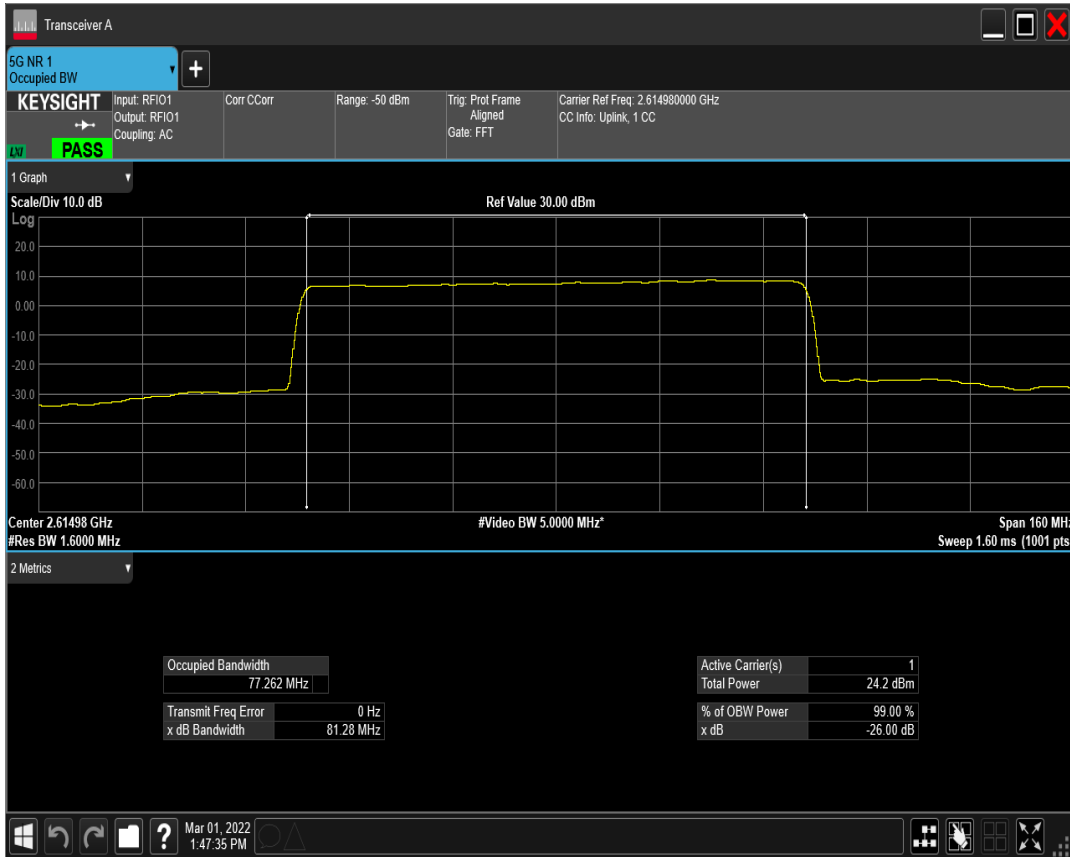 Transceiver A
5G NR 1
Occupied BW
+
KEYSIGHT
LXI
PASS
Input: RFIO1
Output: RFIO1
Coupling: AC
Corr CCorr
Range: -50 dBm
Trig: Prot Frame
Aligned
Gate: FFT
Carrier Ref Freq: 2.614980000 GHz
CC Info: Uplink, 1 CC
1 Graph
Scale/Div 10.0 dB
Ref Value 30.00 dBm
Log
20.0
10.0
0.00
-10.0
-20.0
-30.0
-40.0
-50.0
-60.0
Center 2.61498 GHz
#Video BW 5.0000 MHz*
Span 160 MHz
#Res BW 1.6000 MHz
Sweep 1.60 ms (1001 pts
2 Metrics
Occupied Bandwidth
77.262 MHz
Transmit Freq Error 0 Hz
x dB Bandwidth 81.28 MHz
Active Carrier(s) 1
Total Power 24.2 dBm
% of OBW Power 99.00 %
x dB -26.00 dB
?
Mar 01, 2022
1:47:35 PM